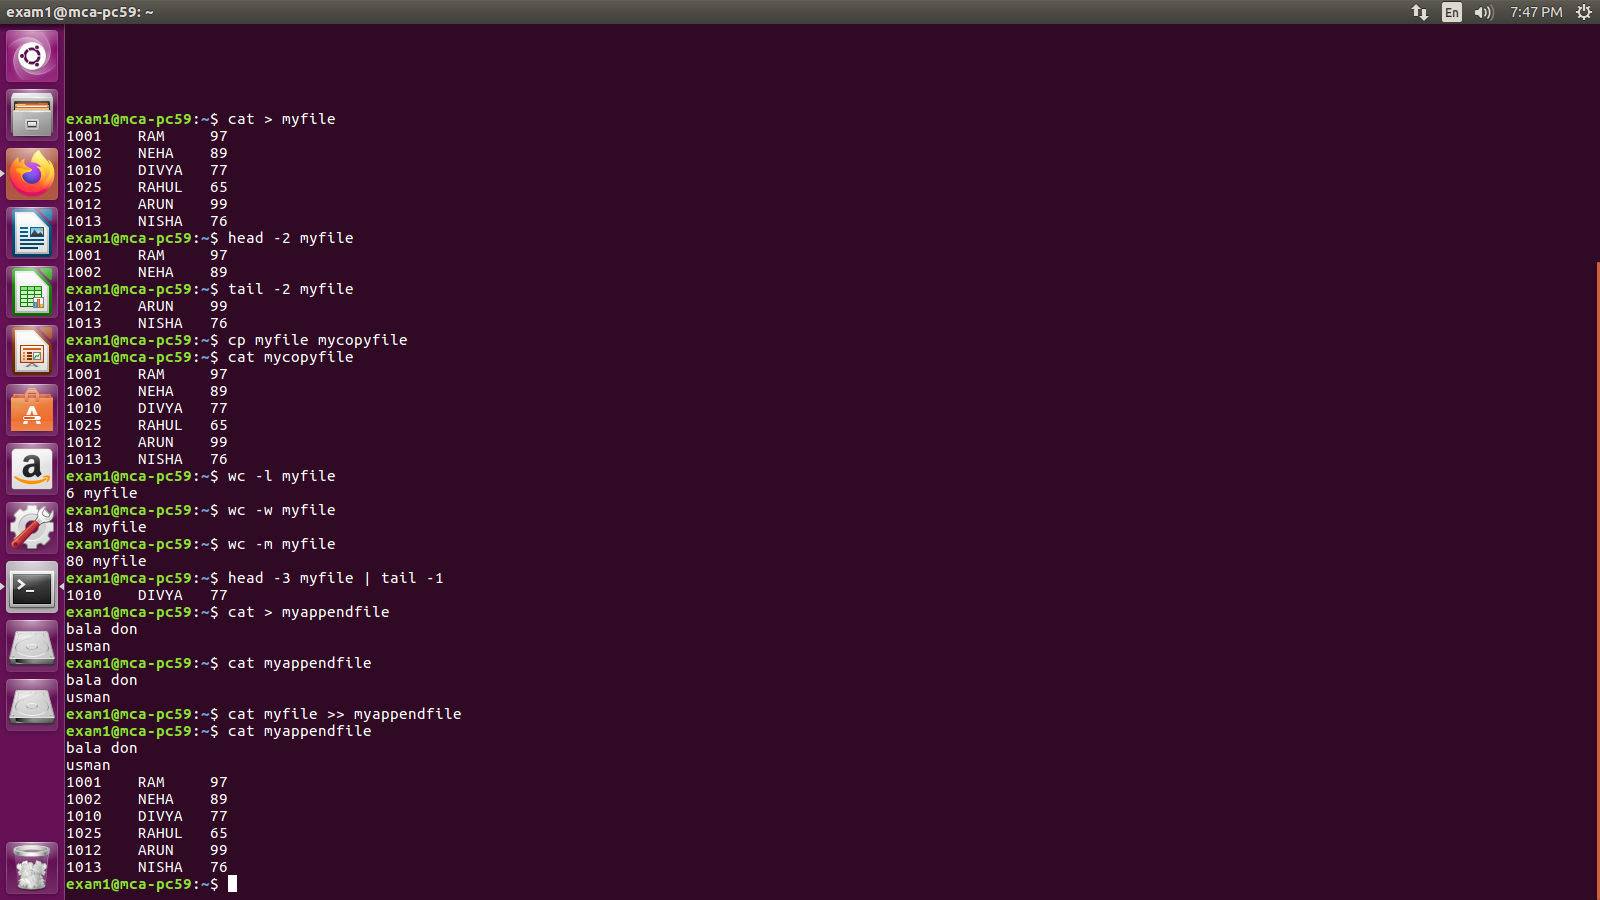 exam1@mca-pc59: ~
En
7:47 PM
exam1@mca-pc59:~$ cat > myfile
1001    RAM     97
1002    NEHA    89
1010    DIVYA   77
1025    RAHUL   65
1012    ARUN    99
1013    NISHA   76
exam1@mca-pc59:~$ head -2 myfile
1001    RAM     97
1002    NEHA    89
exam1@mca-pc59:~$ tail -2 myfile
1012    ARUN    99
1013    NISHA   76
exam1@mca-pc59:~$ cp myfile mycopyfile
exam1@mca-pc59:~$ cat mycopyfile
1001    RAM     97
1002    NEHA    89
1010    DIVYA   77
1025    RAHUL   65
1012    ARUN    99
1013    NISHA   76
exam1@mca-pc59:~$ wc -l myfile
6 myfile
exam1@mca-pc59:~$ wc -w myfile
18 myfile
exam1@mca-pc59:~$ wc -m myfile
80 myfile
exam1@mca-pc59:~$ head -3 myfile | tail -1
1010    DIVYA   77
exam1@mca-pc59:~$ cat > myappendfile
bala don
usman
exam1@mca-pc59:~$ cat myappendfile
bala don
usman
exam1@mca-pc59:~$ cat myfile >> myappendfile
exam1@mca-pc59:~$ cat myappendfile
bala don
usman
1001    RAM     97
1002    NEHA    89
1010    DIVYA   77
1025    RAHUL   65
1012    ARUN    99
1013    NISHA   76
exam1@mca-pc59:~$